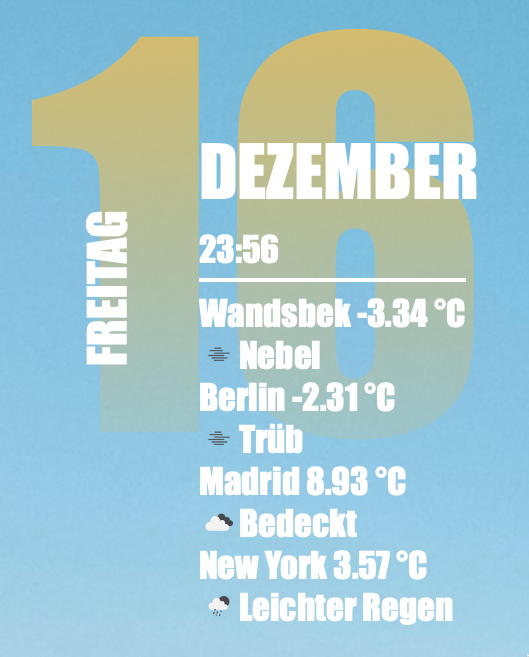 16
DEZEMBER
FREITAG
23:56
Wandsbek -3.34 °C
Nebel
Berlin -2.31 °C
Trüb
Madrid 8.93 °C
Bedeckt
New York 3.57 °C
Leichter Regen